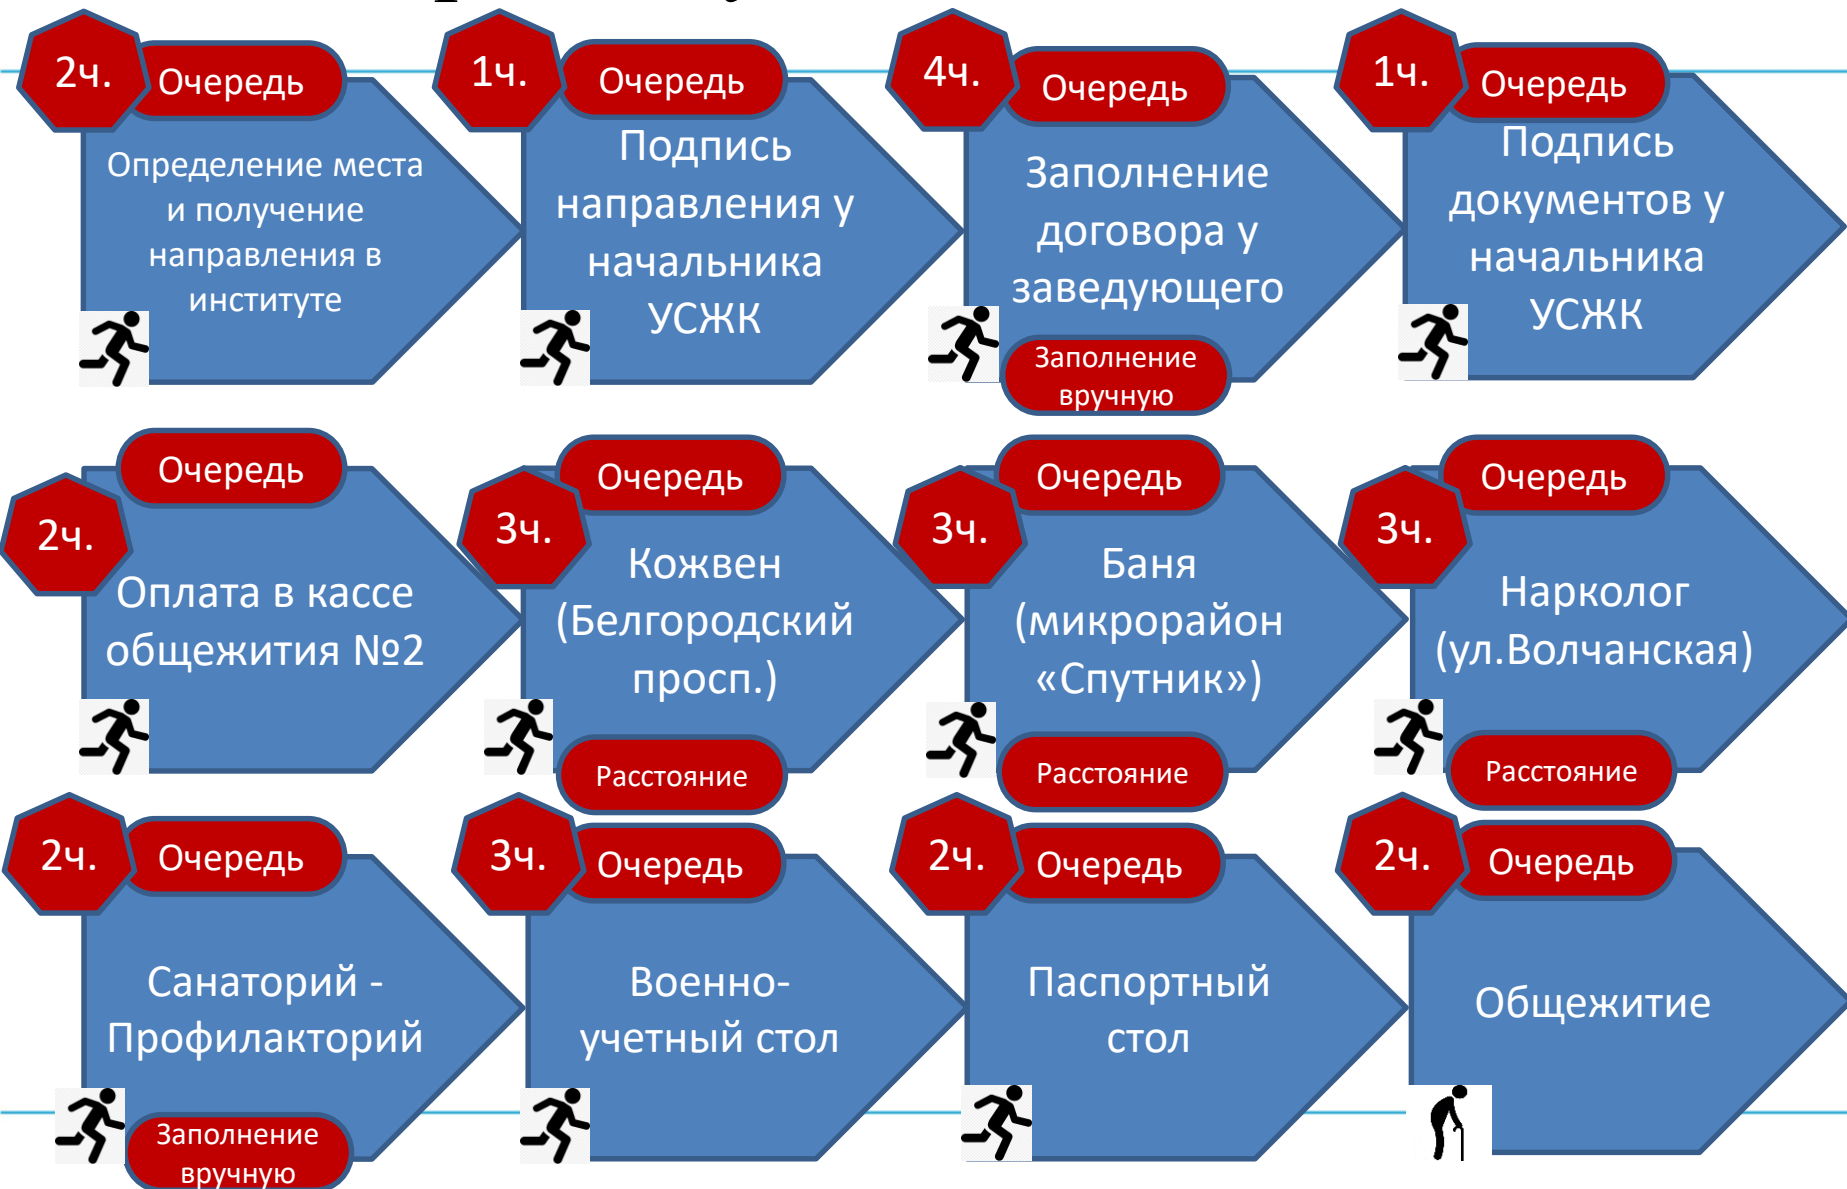 2ч.
Очередь
Определение места
и получение
направления в
институте
1ч.
Очередь
Подпись
направления у
начальника
УСЖК
4ч.
Очередь
Заполнение
договора у
заведующего
Заполнение
вручную
1ч.
Очередь
Подпись
документов у
начальника
УСЖК
2ч.
Очередь
Оплата в кассе
общежития №2
3ч.
Очередь
Кожвен
(Белгородский
просп.)
Расстояние
3ч.
Очередь
Баня
(микрорайон
«Спутник»)
Расстояние
3ч.
Очередь
Нарколог
(ул.Волчанская)
Расстояние
2ч.
Очередь
Санаторий -
Профилакторий
Заполнение
вручную
3ч.
Очередь
Военно-
учетный стол
2ч.
Очередь
Паспортный
стол
2ч.
Очередь
Общежитие